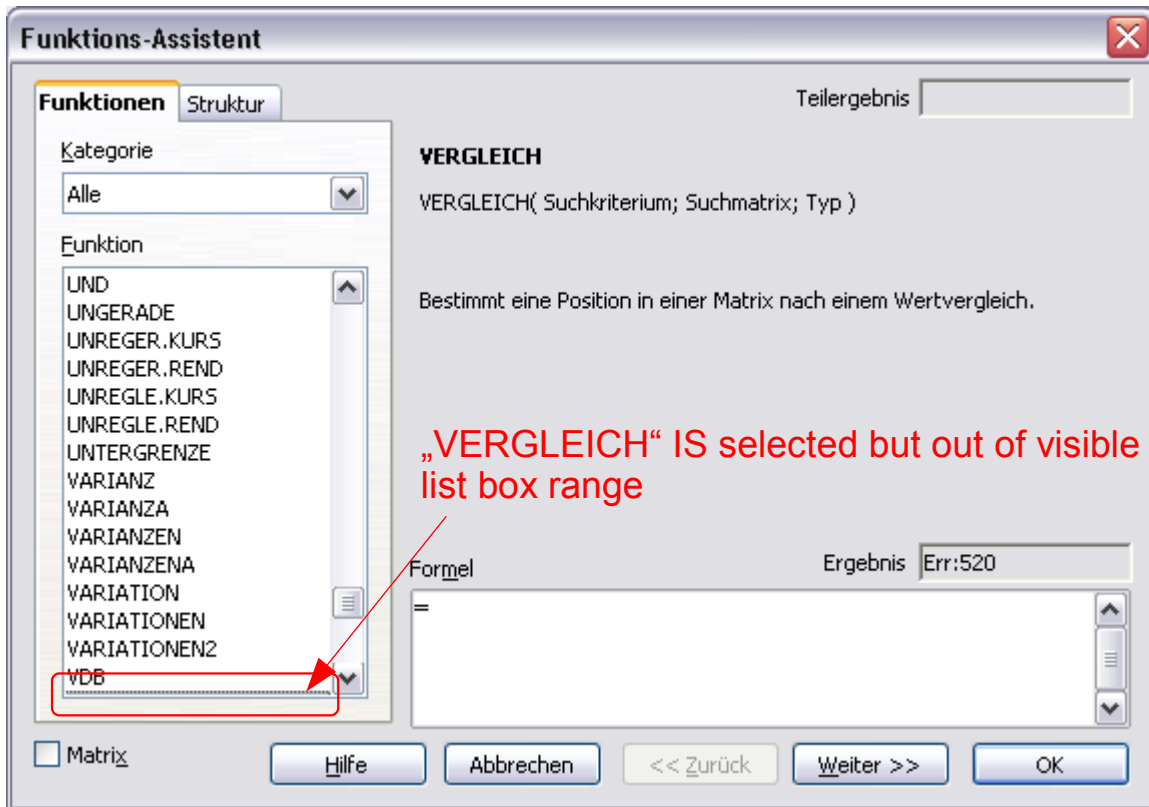 Funktions-Assistent
Funktionen
Struktur
Teilergebnis
Kategorie
Alle
Funktion
UND
UNGERADE
UNREGER.KURS
UNREGER.REND
UNREGLE.KURS
UNREGLE.REND
UNTERGRENZE
VARIANZ
VARIANZA
VARIANZEN
VARIANZENA
VARIATION
VARIATIONEN
VARIATIONEN2
VDB
VERGLEICH
VERGLEICH( Suchkriterium; Suchmatrix; Typ )
Bestimmt eine Position in einer Matrix nach einem Wertvergleich.
„VERGLEICH“ IS selected but out of visible
list box range
Formel
Ergebnis
Err:520
=
Matrix
Hilfe
Abbrechen
<< Zurück
Weiter >>
OK